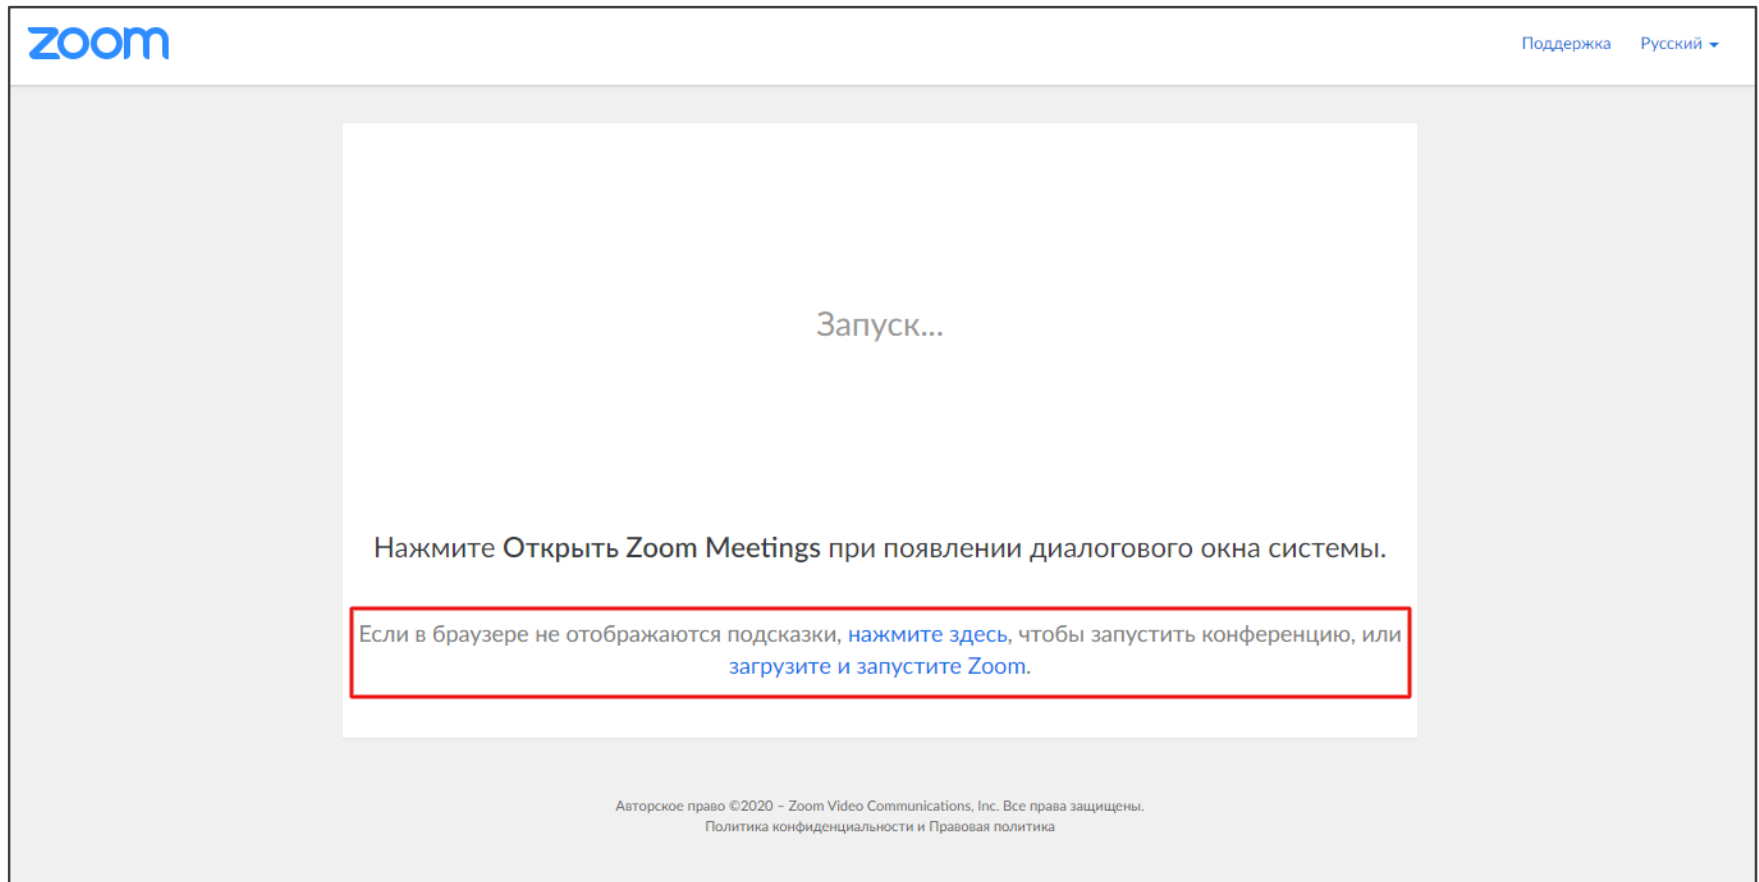 zoom
Поддержка Русский
Запуск...
Нажмите Открыть Zoom Meetings при появлении диалогового окна системы.
Если в браузере не отображаются подсказки, нажмите здесь, чтобы запустить конференцию, или
загрузите и запустите Zoom.
Авторское право ©2020 – Zoom Video Communications, Inc. Все права защищены.
Политика конфиденциальности и Правовая политика